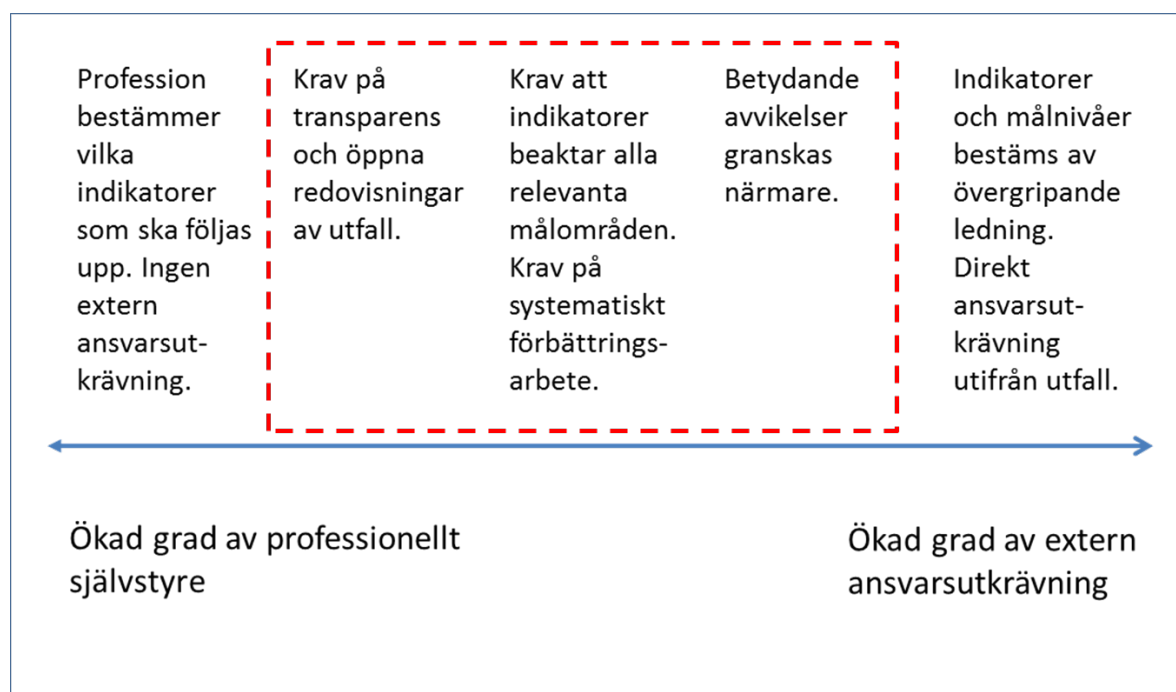 Profession
bestämmer
vilka
indikatorer
som ska följas
upp. Ingen
extern
ansvarsut-
krävning.
Krav på
transparens
och öppna
redovisningar
av utfall.
Krav att
indikatorer
beaktar alla
relevanta
målområden.
Krav på
systematiskt
förbättrings-
arbete.
Betydande
avvikelser
granskas
närmare.
Indikatorer
och målnivåer
bestäms av
övergripande
ledning.
Direkt
ansvarsut-
krävning
utifrån utfall.
Ökad grad av professionellt
självstyre
Ökad grad av extern
ansvarsutkrävning